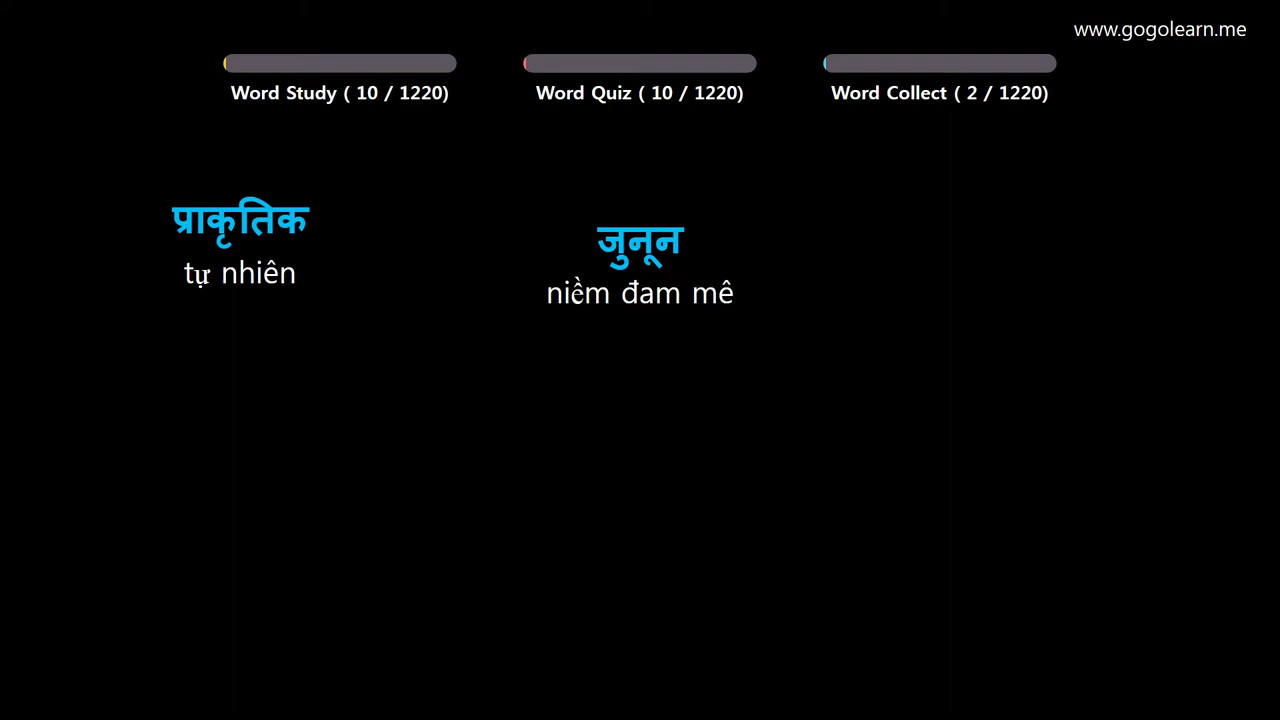 www.gogolearn.me
Word Study ( 10 / 1220)
Word Quiz ( 10 / 1220)
Word Collect ( 2 / 1220)
प्राकृतिक
tự nhiên
जुनून
niềm đam mê